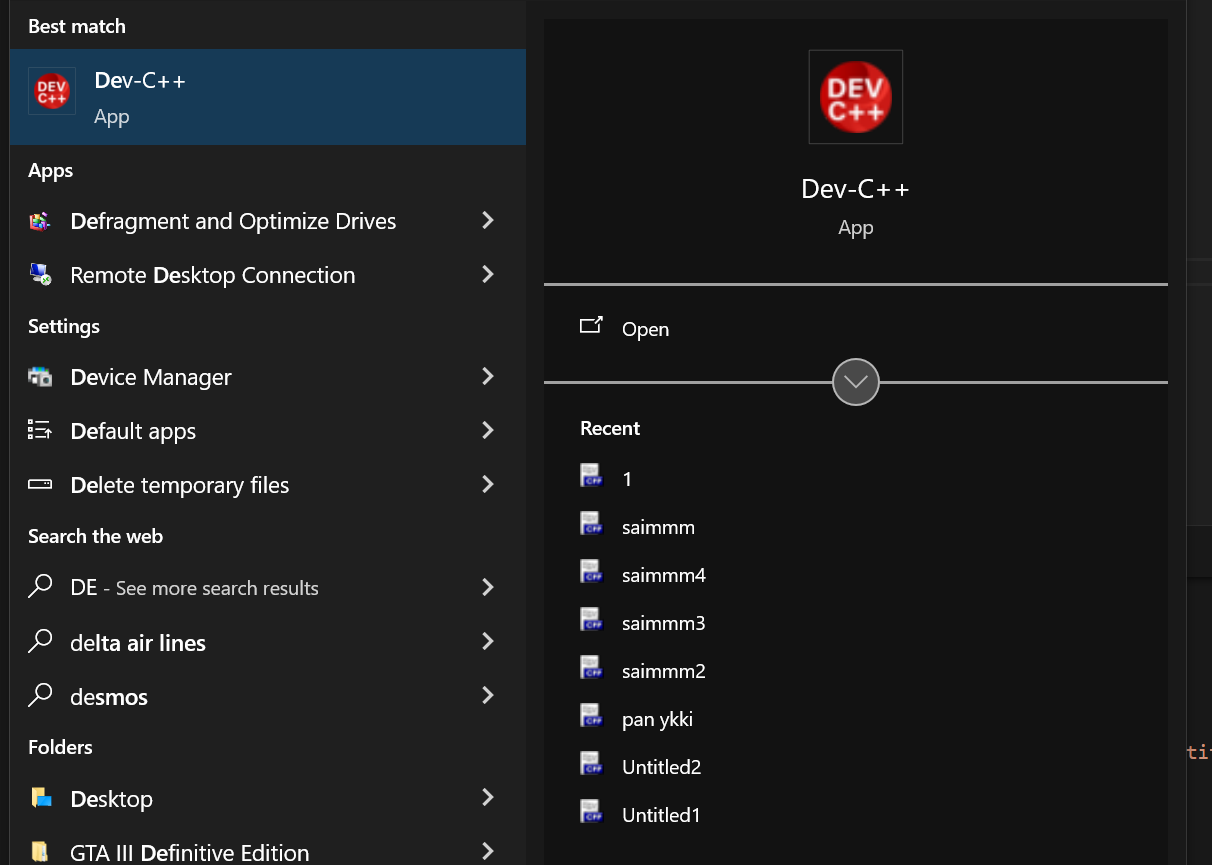 Best match
DEV
C++
Dev-C++
App
Apps
Defragment and Optimize Drives
Remote Desktop Connection
Settings
Device Manager
Default apps
Delete temporary files
Search the web
DE - See more search results
delta air lines
desmos
Folders
Desktop
GTA III Definitive Edition
DEV
C++
Dev-C++
App
Open
Recent
1
saimmm
saimmm4
saimmm3
saimmm2
pan ykki
Untitled2
Untitled1